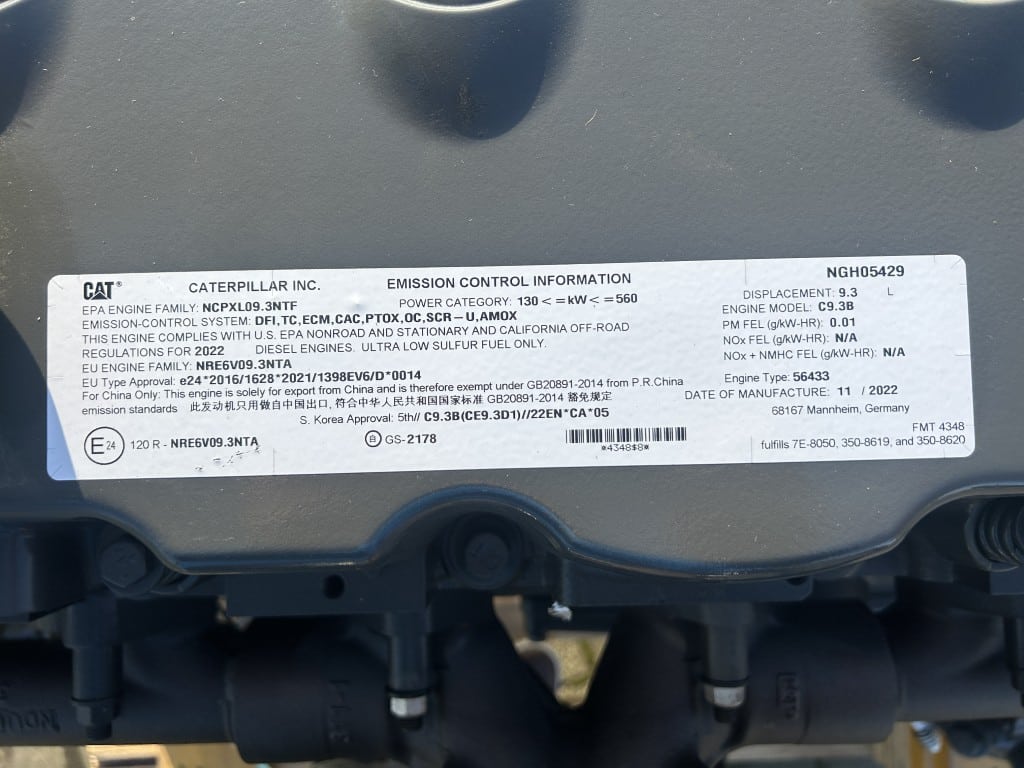 CAT® CATERPILLAR INC. EMISSION CONTROL INFORMATION NGH05429
EPA ENGINE FAMILY: NCPXL09.3NTF POWER CATEGORY: 130 < =kW< =560 DISPLACEMENT: 9.3 L
EMISSION-CONTROL SYSTEM: DFI,TC,ECM,CAC,PTOX,OC,SCR-U,AMOX ENGINE MODEL: C9.3B
THIS ENGINE COMPLIES WITH U.S. EPA NONROAD AND STATIONARY AND CALIFORNIA OFF-ROAD PM FEL (g/kW-HR): 0.01
REGULATIONS FOR 2022 DIESEL ENGINES. ULTRA LOW SULFUR FUEL ONLY. NOx FEL (g/kW-HR): N/A
EU ENGINE FAMILY: NRE6V09.3NTA NOx + NMHC FEL (g/kW-HR): N/A
EU Type Approval: e24*2016/1628*2021/1398EV6/D*0014 Engine Type: 56433
For China Only: This engine is solely for export from China and is therefore exempt under GB20891-2014 from P.R.China DATE OF MANUFACTURE: 11 / 2022
emission standards 此发动机只用做自中国出口, 符合中华人民共和国国家标准 GB20891-2014 豁免规定 68167 Mannheim, Germany
S. Korea Approval: 5th// C9.3B(CE9.3D1)//22EN*CA*05
FMT 4348
E24 120 R - NRE6V09.3NTA 自 GS-2178 *4348$8* fulfills 7E-8050, 350-8619, and 350-8620